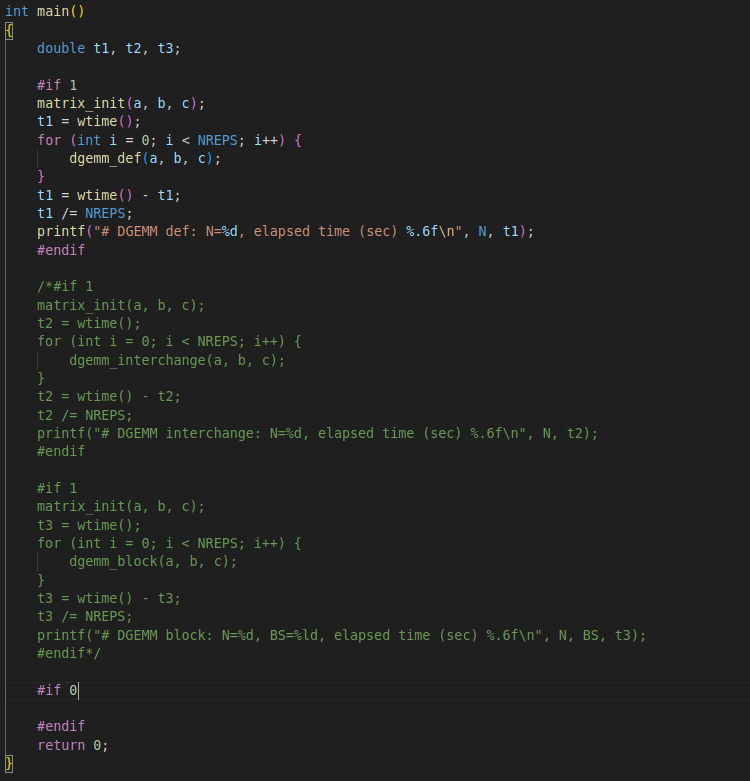 int main()
{
    double t1, t2, t3;

    #if 1
    matrix_init(a, b, c);
    t1 = wtime();
    for (int i = 0; i < NREPS; i++) {
        dgemm_def(a, b, c);
    }
    t1 = wtime() - t1;
    t1 /= NREPS;
    printf("# DGEMM def: N=%d, elapsed time (sec) %.6f\n", N, t1);
    #endif

    /*#if 1
    matrix_init(a, b, c);
    t2 = wtime();
    for (int i = 0; i < NREPS; i++) {
        dgemm_interchange(a, b, c);
    }
    t2 = wtime() - t2;
    t2 /= NREPS;
    printf("# DGEMM interchange: N=%d, elapsed time (sec) %.6f\n", N, t2);
    #endif

    #if 1
    matrix_init(a, b, c);
    t3 = wtime();
    for (int i = 0; i < NREPS; i++) {
        dgemm_block(a, b, c);
    }
    t3 = wtime() - t3;
    t3 /= NREPS;
    printf("# DGEMM block: N=%d, BS=%ld, elapsed time (sec) %.6f\n", N, BS, t3);
    #endif*/

    #if 0

    #endif
    return 0;
}